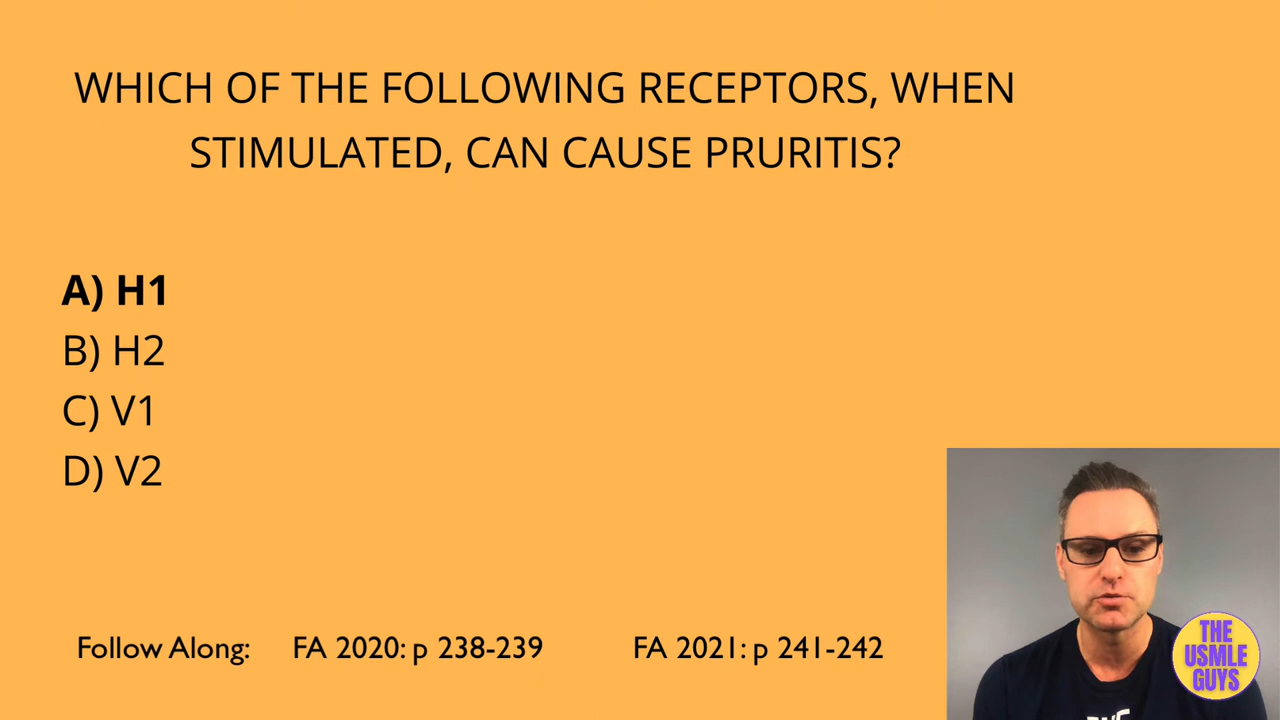 WHICH OF THE FOLLOWING RECEPTORS, WHEN
STIMULATED, CAN CAUSE PRURITIS?
A) H1
B) H2
C) V1
D) V2
Follow Along: FA 2020: p 238-239 FA 2021: p 241-242
THE
USMLE
GUYS